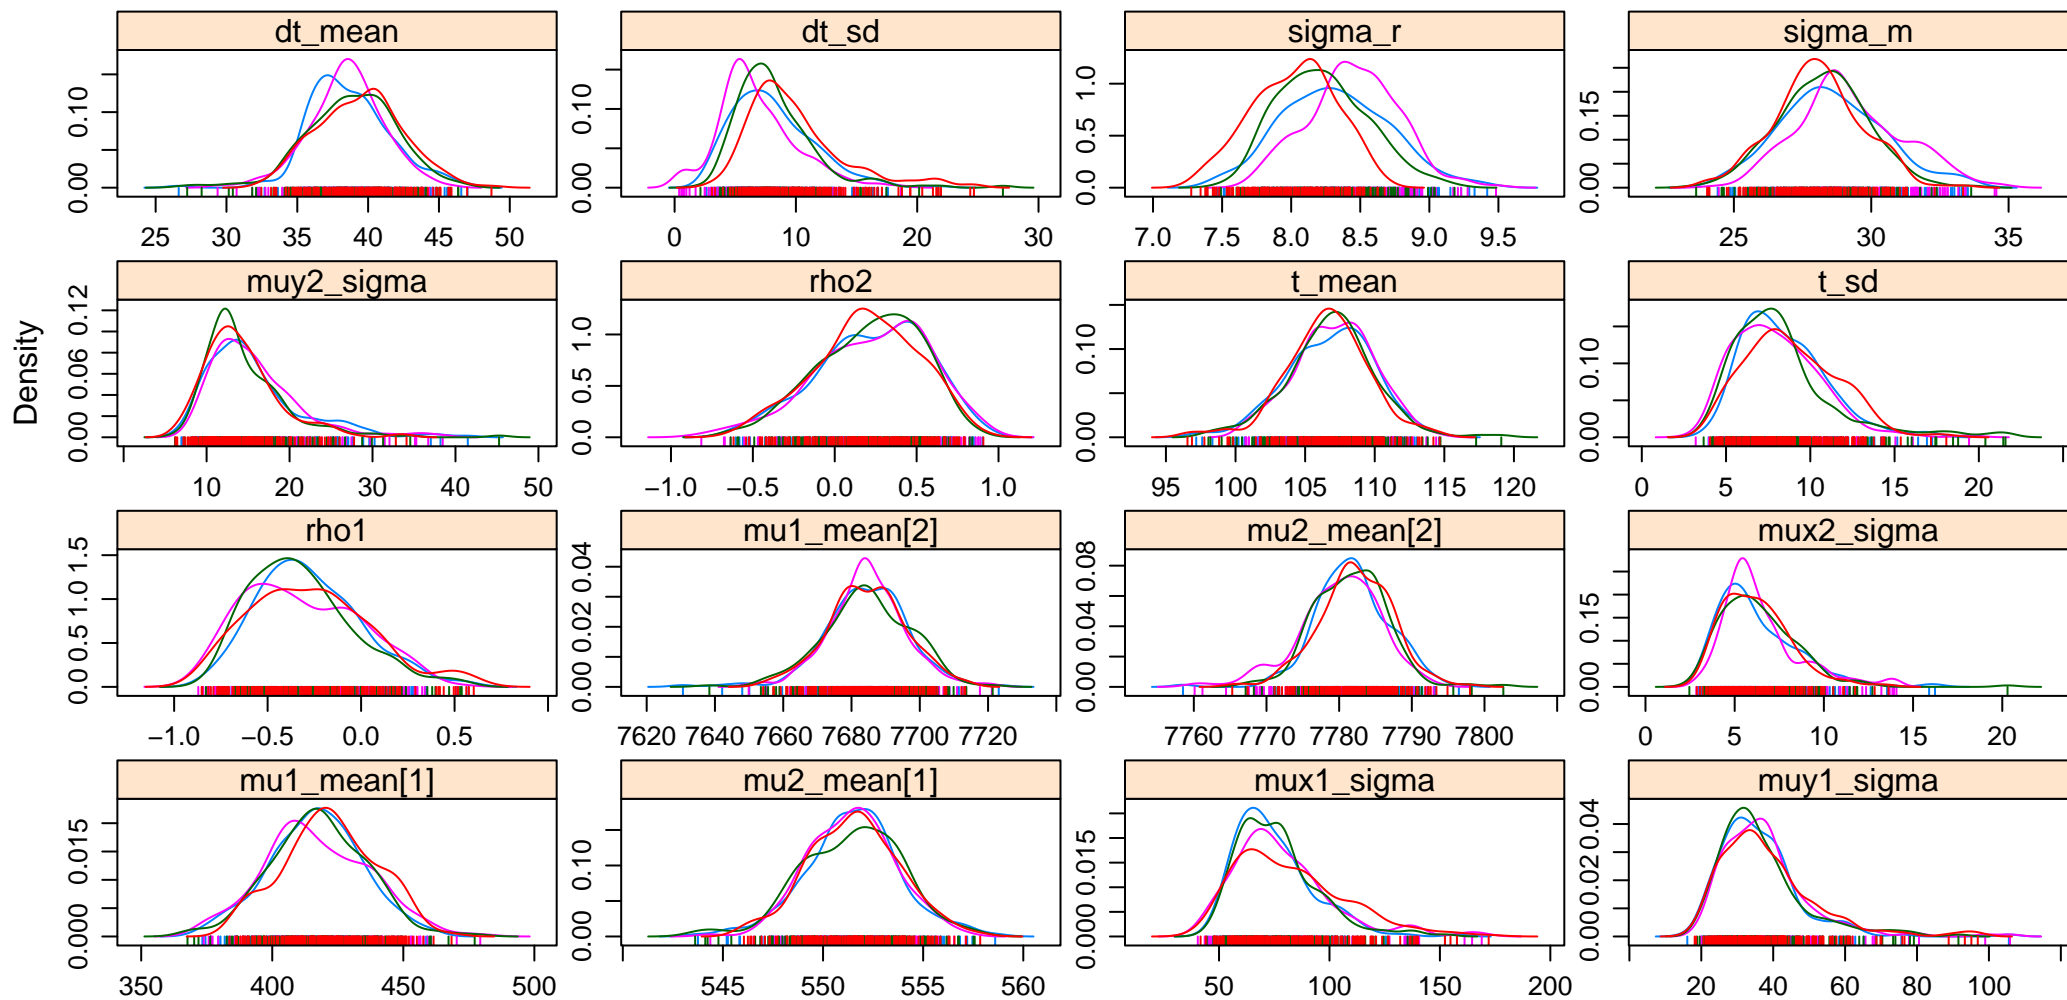 dt_mean
dt_sd
sigma_r
sigma_m
0.00 0.10
0.00 0.10
0.0 0.5 1.0
0.00 0.15
25 30 35 40 45 50
0 10 20 30
7.0 7.5 8.0 8.5 9.0 9.5
25 30 35
muy2_sigma
rho2
t_mean
t_sd
0.00 0.06 0.12
0.0 0.5 1.0
0.00 0.10
0.00 0.10
10 20 30 40 50
−1.0 −0.5 0.0 0.5 1.0
95 100 105 110 115 120
0 5 10 15 20
Density
rho1
mu1_mean[2]
mu2_mean[2]
mux2_sigma
0.0 0.5 1.0 1.5
0.00 0.02 0.04
0.00 0.04 0.08
0.00 0.15
−1.0 −0.5 0.0 0.5
7620 7640 7660 7680 7700 7720
7760 7770 7780 7790 7800
0 5 10 15 20
mu1_mean[1]
mu2_mean[1]
mux1_sigma
muy1_sigma
0.000 0.015
0.00 0.10
0.000 0.015
0.00 0.02 0.04
350 400 450 500
545 550 555 560
50 100 150 200
20 40 60 80 100